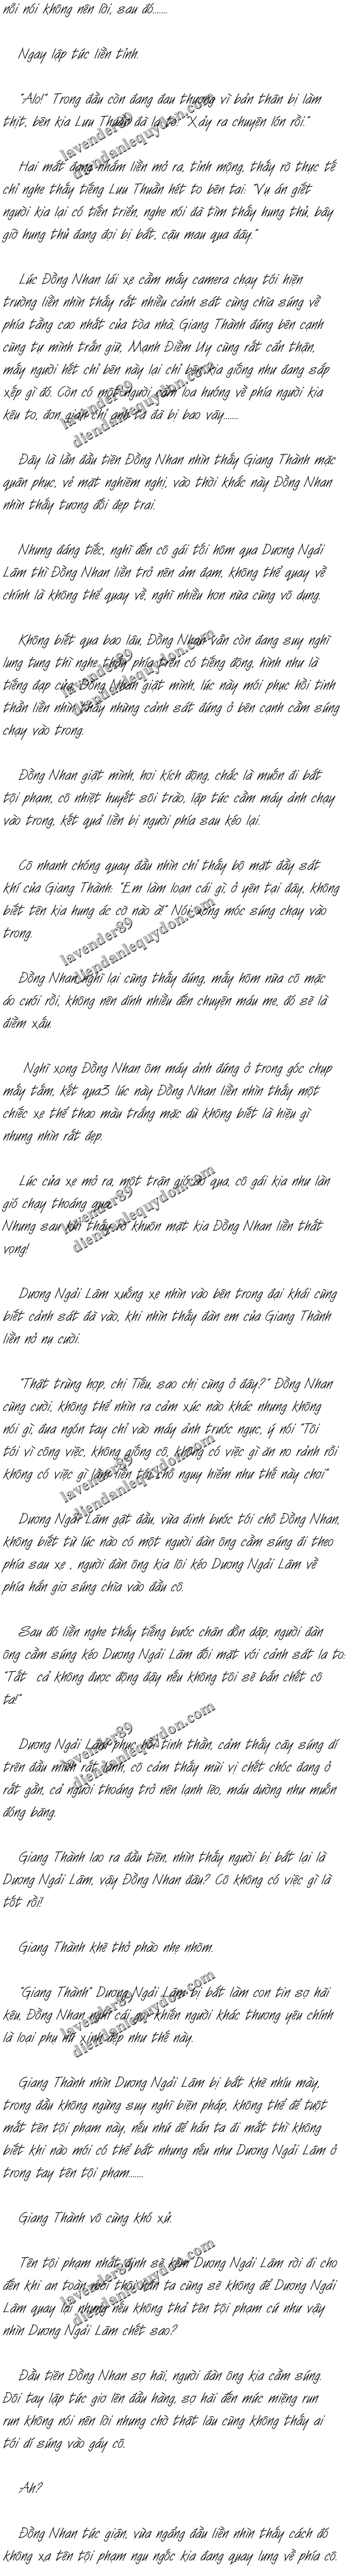 nỗi nói không nên lời, sau đó.......
Ngay lập tức liền tỉnh.
"Alo!" Trong đầu còn đang đau thương vì bản thân bị làm
thịt, bên kia Lưu Thuần đã la to: "Xảy ra chuyện lớn rồi."
Hai mắt đang nhắm liền mở ra, tỉnh mộng, thấy rõ thực tế
chỉ nghe thấy tiếng Lưu Thuần hét to bên tai: "Vụ án giết
người kia lại có tiến triển, nghe nói đã tìm thấy hung thủ, bây
giờ hung thủ đang đợi bị bắt, cậu mau qua đây."
Lúc Đồng Nhan lái xe cầm máy camera chạy tới hiện
trường liền nhìn thấy rất nhiều cảnh sát cùng chĩa súng về
phía tầng cao nhất của tòa nhà, Giang Thành đứng bên cạnh
cùng tự mình trấn giữ, Mạnh Điềm Uy cũng rất cẩn thận,
mấy người hết chỉ bên này lại chỉ bên kia giống như đang sắp
xếp gì đó. Còn có một người cầm loa hướng về phía người kia
kêu to, đơn giản chỉ anh ta đã bị bao vây.......
Đây là lần đầu tiên Đồng Nhan nhìn thấy Giang Thành mặc
quân phục, vẻ mặt nghiêm nghị, vào thời khắc này Đồng Nhan
nhìn thấy tương đối đẹp trai.
Nhưng đáng tiếc, nghĩ đến cô gái tối hôm qua Dương Ngải
Lâm thì Đồng Nhan liền trở nên ảm đạm, không thể quay về
chính là không thể quay về, nghĩ nhiều hơn nữa cũng vô dụng.
Không biết qua bao lâu, Đồng Nhan vẫn còn đang suy nghĩ
lung tung thì nghe thấy phía trên có tiếng động, hình như là
tiếng đạp cửa. Đồng Nhan giật mình, lúc này mới phục hồi tinh
thần liền nhìn thấy những cảnh sát đứng ở bên cạnh cầm súng
chạy vào trong.
Đồng Nhan giật mình, hơi kích động, chắc là muốn đi bắt
tội phạm, cô nhiệt huyết sôi trào, lập tức cầm máy ảnh chạy
vào trong, kết quả liền bị người phía sau kéo lại.
Cô nhanh chóng quay đầu nhìn chỉ thấy bộ mặt đầy sát
khí của Giang Thành: "Em làm loạn cái gì, ở yên tại đây, không
biết tên kia hung ác cỡ nào à!" Nói xong móc súng chạy vào
trong.
Đồng Nhan nghĩ lại cũng thấy đúng, mấy hôm nữa cô mặc
áo cưới rồi, không nên dính nhiều đến chuyện máu me, đó sẽ là
điềm xấu.
Nghĩ xong Đồng Nhan ôm máy ảnh đứng ở trong góc chụp
mấy tấm, kết qua3 lúc này Đồng Nhan liền nhìn thấy một
chiếc xe thể thao màu trắng mặc dù không biết là hiệu gì
nhưng nhìn rất đẹp.
Lúc cửa xe mở ra, một trận gió ùa qua, cô gái kia như làn
gió chạy thoáng qua.
Nhưng sau khi thấy rõ khuôn mặt kia Đồng Nhan liền thất
vọng!
Dương Ngải Lâm xuống xe nhìn vào bên trong đại khái cũng
biết cảnh sát đã vào, khi nhìn thấy đàn em của Giang Thành
liền nở nụ cười.
"Thật trùng hợp, chị Tiểu, sao chị cũng ở đây?" Đồng Nhan
cũng cười, không thể nhìn ra cảm xúc nào khác nhưng không
nói gì, đưa ngón tay chỉ vào máy ảnh trước ngực, ý nói "Tôi
tới vì công việc, không giống cô, không có việc gì ăn no rảnh rỗi
không có việc gì làm liền tới chỗ nguy hiểm như thế này chơi"
Dương Ngải Lâm gật đầu, vừa định bước tới chỗ Đồng Nhan,
không biết từ lúc nào có một người đàn ông cầm súng đi theo
phía sau xe , người đàn ông kia lôi kéo Dương Ngải Lâm về
phía hắn giơ súng chĩa vào đầu cô.
Sau đó liền nghe thấy tiếng bước chân dồn dập, người đàn
ông cầm súng kéo Dương Ngải Lâm đối mặt với cảnh sát la to:
"Tất  cả không được động đậy nếu không tôi sẽ bắn chết cô
ta!"
Dương Ngải Lâm phục hồi tinh thần, cảm thấy cây súng dí
trên đầu mình rất lạnh, cô cảm thấy mùi vị chết chóc đang ở
rất gần, cả người thoáng trở nên lạnh lẽo, máu dường như muốn
đóng băng.
Giang Thành lao ra đầu tiên, nhìn thấy người bị bắt lại là
Dương Ngải Lâm, vậy Đồng Nhan đâu? Cô không có việc gì là
tốt rồi!
Giang Thành khẽ thở phào nhẹ nhõm.
"Giang Thành" Dương Ngải Lâm bị bắt làm con tin sợ hãi
kêu, Đồng Nhan nghĩ cái gọi khiến người khác thương yêu chính
là loại phụ nữ xinh đẹp như thế này.
Giang Thành nhìn Dương Ngải Lâm bị bắt khẽ nhíu mày,
trong đầu không ngừng suy nghĩ biện pháp, không thể để tuột
mất tên tội phạm này, nếu như để hắn ta đi mất thì không
biết khi nào mới có thể bắt nhưng nếu như Dương Ngải Lâm ở
trong tay tên tội phạm.......
Giang Thành vô cùng khó xử.
Tên tội phạm nhất định sẽ kèm Dương Ngải Lâm rời đi cho
đến khi an toàn mới thôi hắn ta cũng sẽ không để Dương Ngải
Lâm quay lại nhưng nếu không thả tên tội phạm cứ như vậy
nhìn Dương Ngải Lâm chết sao?
Đầu tiên Đồng Nhan sợ hãi, người đàn ông kia cầm súng.
Đôi tay lập tức giơ lên đầu hàng, sợ hãi đến mức miệng run
run không nói nên lời nhưng chờ thật lâu cũng không thấy ai
tới dí súng vào gáy cô.
Ah?
Đồng Nhan tức giận, vừa ngẩng đầu liền nhìn thấy cách đó
không xa tên tội phạm ngu ngốc kia đang quay lưng về phía cô.